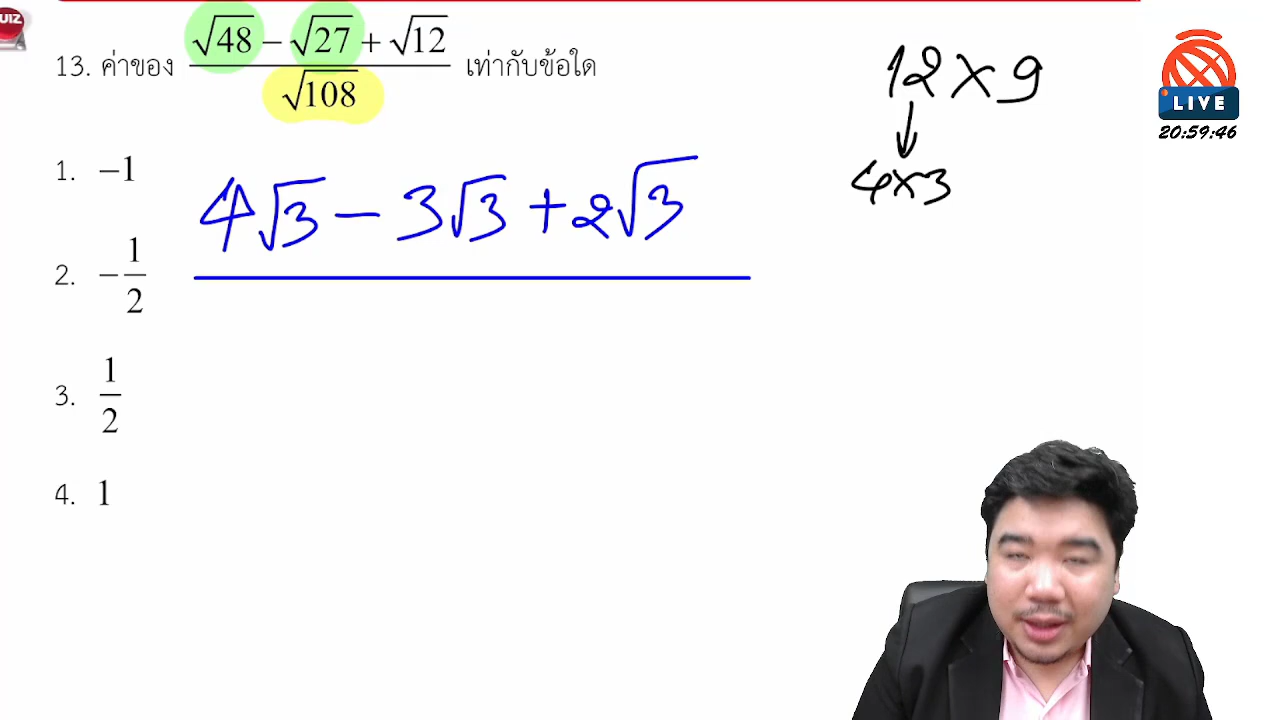 QUIZ
13. ค่าของ (√48 − √27 + √12)/√108 เท่ากับข้อใด
12 × 9
4×3
LIVE
20:59:46
4√3 − 3√3 + 2√3
1. −1
2. −1/2
3. 1/2
4. 1